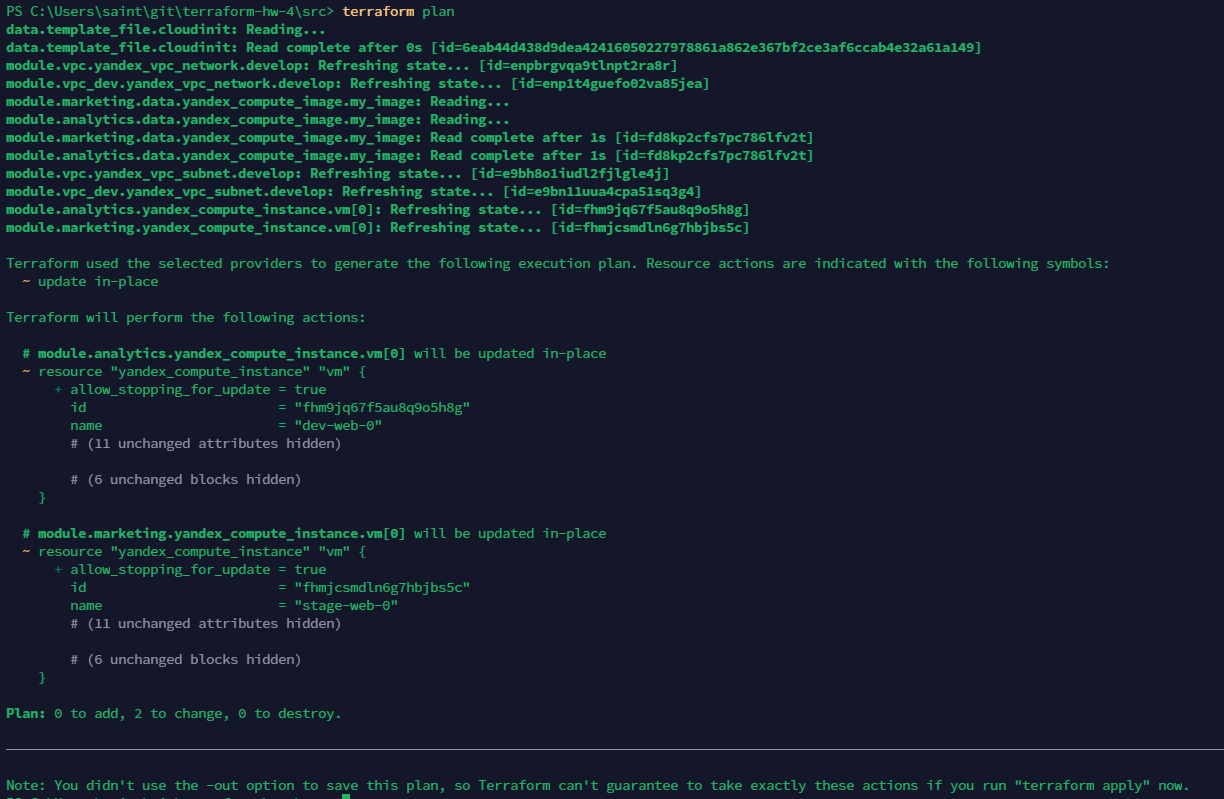 PS C:\Users\saint\git\terraform-hw-4\src> terraform plan
data.template_file.cloudinit: Reading...
data.template_file.cloudinit: Read complete after 0s [id=6eab44d438d9dea42416050227978861a862e367bf2ce3af6ccab4e32a61a149]
module.vpc.yandex_vpc_network.develop: Refreshing state... [id=enpbrgvqa9tlnpt2ra8r]
module.vpc_dev.yandex_vpc_network.develop: Refreshing state... [id=enp1t4guefo02va85jea]
module.marketing.data.yandex_compute_image.my_image: Reading...
module.analytics.data.yandex_compute_image.my_image: Reading...
module.marketing.data.yandex_compute_image.my_image: Read complete after 1s [id=fd8kp2cfs7pc786lfv2t]
module.analytics.data.yandex_compute_image.my_image: Read complete after 1s [id=fd8kp2cfs7pc786lfv2t]
module.vpc.yandex_vpc_subnet.develop: Refreshing state... [id=e9bh8o1iudl2fjlgle4j]
module.vpc_dev.yandex_vpc_subnet.develop: Refreshing state... [id=e9bn11uua4cpa51sq3g4]
module.analytics.yandex_compute_instance.vm[0]: Refreshing state... [id=fhm9jq67f5au8q9o5h8g]
module.marketing.yandex_compute_instance.vm[0]: Refreshing state... [id=fhmjcsmdln6g7hbjbs5c]
Terraform used the selected providers to generate the following execution plan. Resource actions are indicated with the following symbols:
~ update in-place
Terraform will perform the following actions:
# module.analytics.yandex_compute_instance.vm[0] will be updated in-place
~ resource "yandex_compute_instance" "vm" {
+ allow_stopping_for_update = true
id = "fhm9jq67f5au8q9o5h8g"
name = "dev-web-0"
# (11 unchanged attributes hidden)
# (6 unchanged blocks hidden)
}
# module.marketing.yandex_compute_instance.vm[0] will be updated in-place
~ resource "yandex_compute_instance" "vm" {
+ allow_stopping_for_update = true
id = "fhmjcsmdln6g7hbjbs5c"
name = "stage-web-0"
# (11 unchanged attributes hidden)
# (6 unchanged blocks hidden)
}
Plan: 0 to add, 2 to change, 0 to destroy.
Note: You didn't use the -out option to save this plan, so Terraform can't guarantee to take exactly these actions if you run "terraform apply" now.